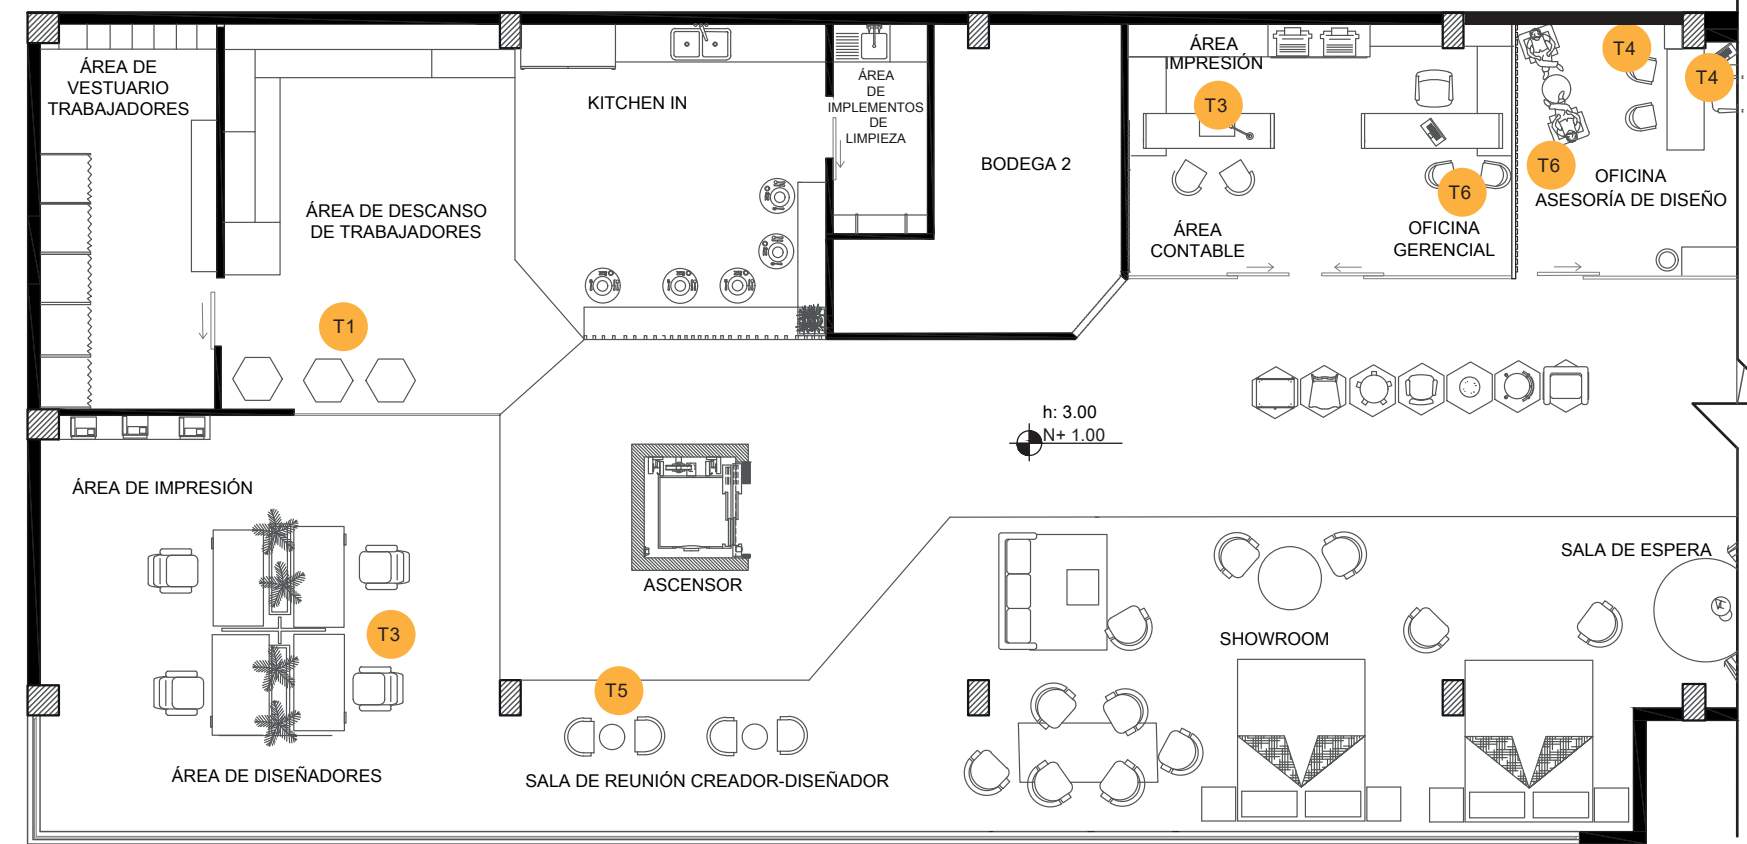 ÁREA DE
VESTUARIO
TRABAJADORES
ÁREA DE DESCANSO
DE TRABAJADORES
T1
KITCHEN IN
ÁREA
DE
IMPLEMENTOS
DE
LIMPIEZA
BODEGA 2
ÁREA
IMPRESIÓN
T3
ÁREA
CONTABLE
T6
OFICINA
GERENCIAL
T4
T4
T6
OFICINA
ASESORÍA DE DISEÑO
h: 3.00
N+ 1.00
ÁREA DE IMPRESIÓN
T3
ÁREA DE DISEÑADORES
ASCENSOR
T5
SALA DE REUNIÓN CREADOR-DISEÑADOR
SHOWROOM
SALA DE ESPERA